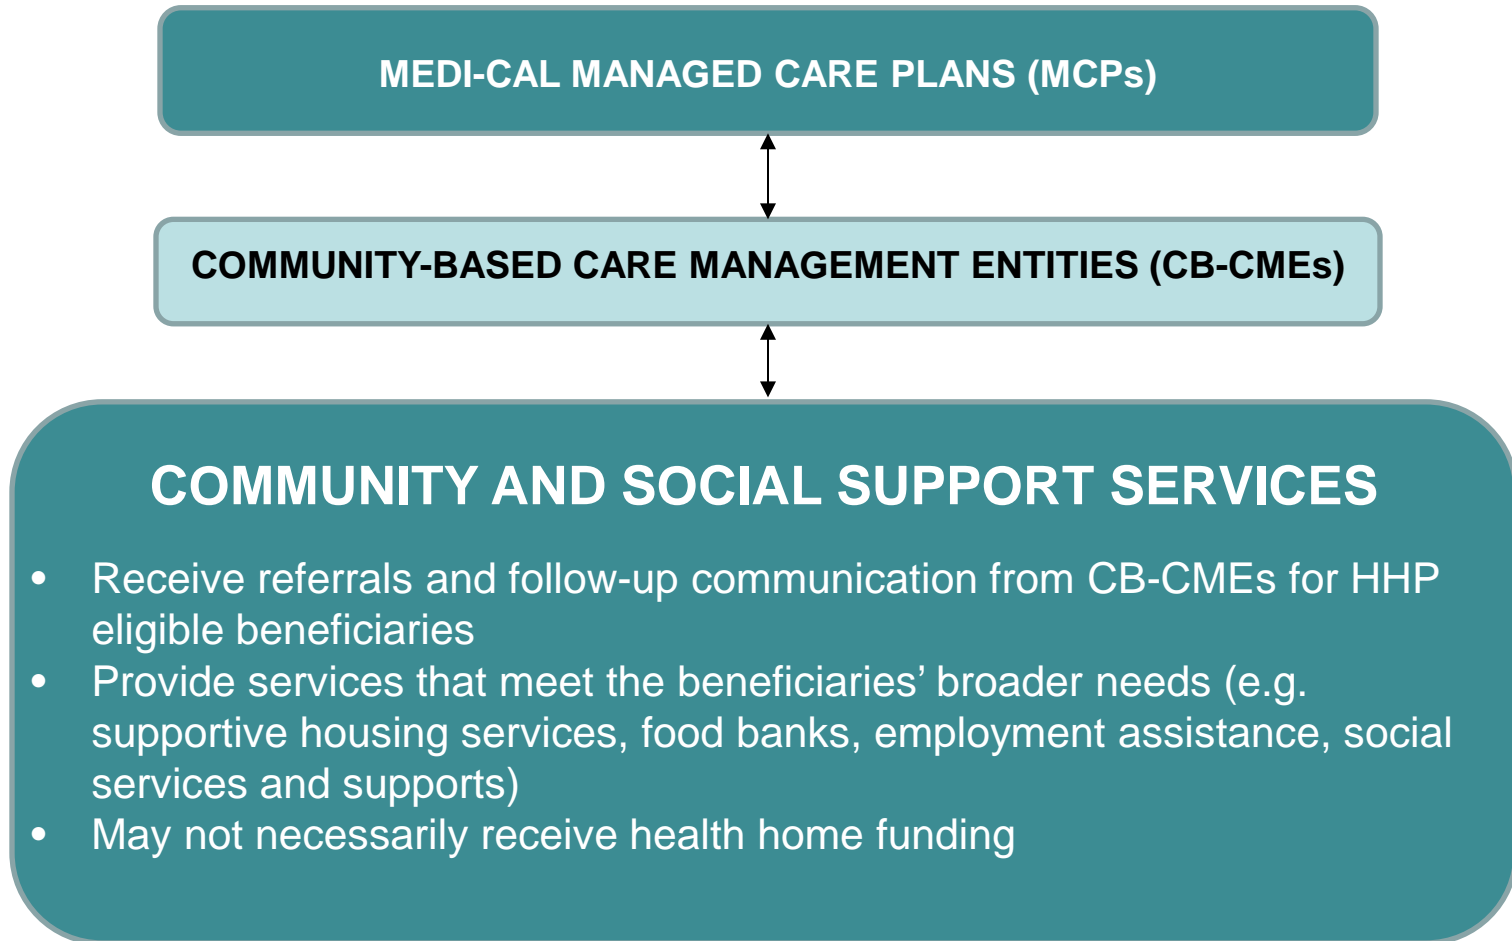 MEDI-CAL MANAGED CARE PLANS (MCPs)
COMMUNITY-BASED CARE MANAGEMENT ENTITIES (CB-CMEs)
COMMUNITY AND SOCIAL SUPPORT SERVICES
• Receive referrals and follow-up communication from CB-CMEs for HHP
eligible beneficiaries
• Provide services that meet the beneficiaries’ broader needs (e.g.
supportive housing services, food banks, employment assistance, social
services and supports)
• May not necessarily receive health home funding